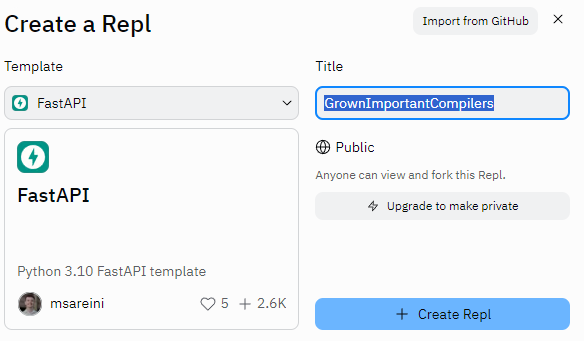 Create a Repl
Import from GitHub
Template
FastAPI
FastAPI
Python 3.10 FastAPI template
msareini
5
2.6K
Title
GrownImportantCompilers
Public
Anyone can view and fork this Repl.
Upgrade to make private
Create Repl